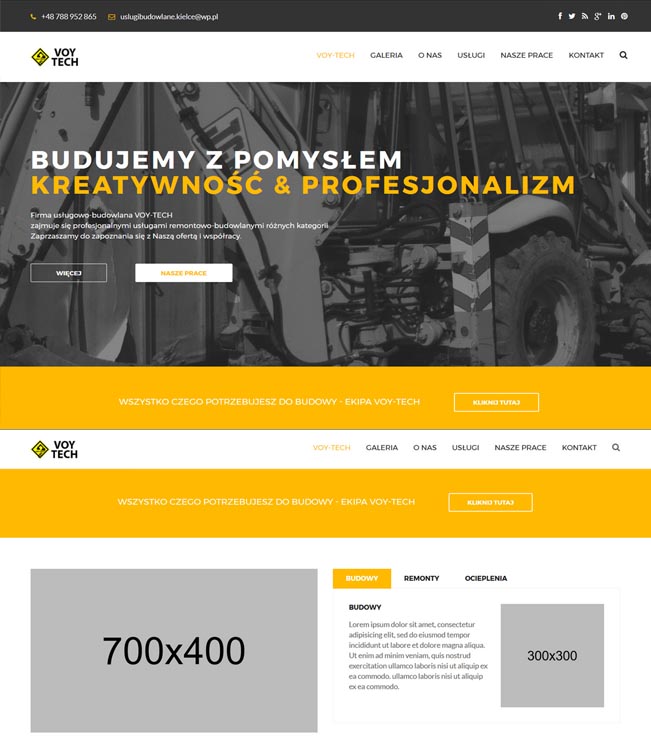 +48 788 952 865 uslugibudowlane.kielce@wp.pl
VOY TECH
VOY-TECH GALERIA O NAS USŁUGI NASZE PRACE KONTAKT
BUDUJEMY Z POMYSŁEM
KREATYWNOŚĆ & PROFESJONALIZM
Firma usługowo-budowlana VOY-TECH
zajmuje się profesjonalnymi usługami remontowo-budowlanymi różnych kategorii
Zapraszamy do zapoznania się z Naszą ofertą i współpracy.
WIĘCEJ NASZE PRACE
WSZYSTKO CZEGO POTRZEBUJESZ DO BUDOWY - EKIPA VOY-TECH KLIKNIJ TUTAJ
VOY TECH
VOY-TECH GALERIA O NAS USŁUGI NASZE PRACE KONTAKT
WSZYSTKO CZEGO POTRZEBUJESZ DO BUDOWY - EKIPA VOY-TECH KLIKNIJ TUTAJ
700x400
BUDOWY REMONTY OCIEPLENIA
BUDOWY
Lorem ipsum dolor sit amet, consectetur
adipisicing elit, sed do eiusmod tempor
incididunt ut labore et dolore magna aliqua.
Ut enim ad minim veniam, quis nostrud
exercitation ullamco laboris nisi ut aliquip ex
ea commodo. ullamco laboris nisi ut aliquip
ex ea commodo.
300x300